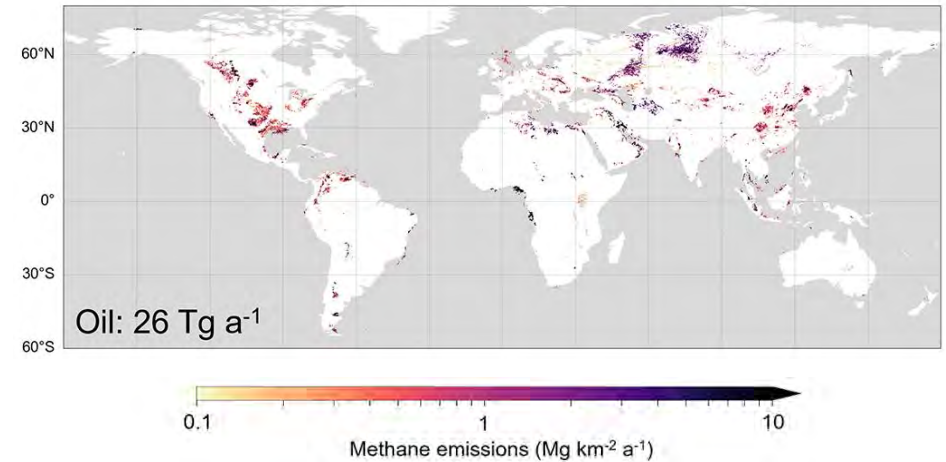 60°N
30°N
0°
30°S
60°S
Oil: 26 Tg a⁻¹
0.1 1 10
Methane emissions (Mg km⁻² a⁻¹)